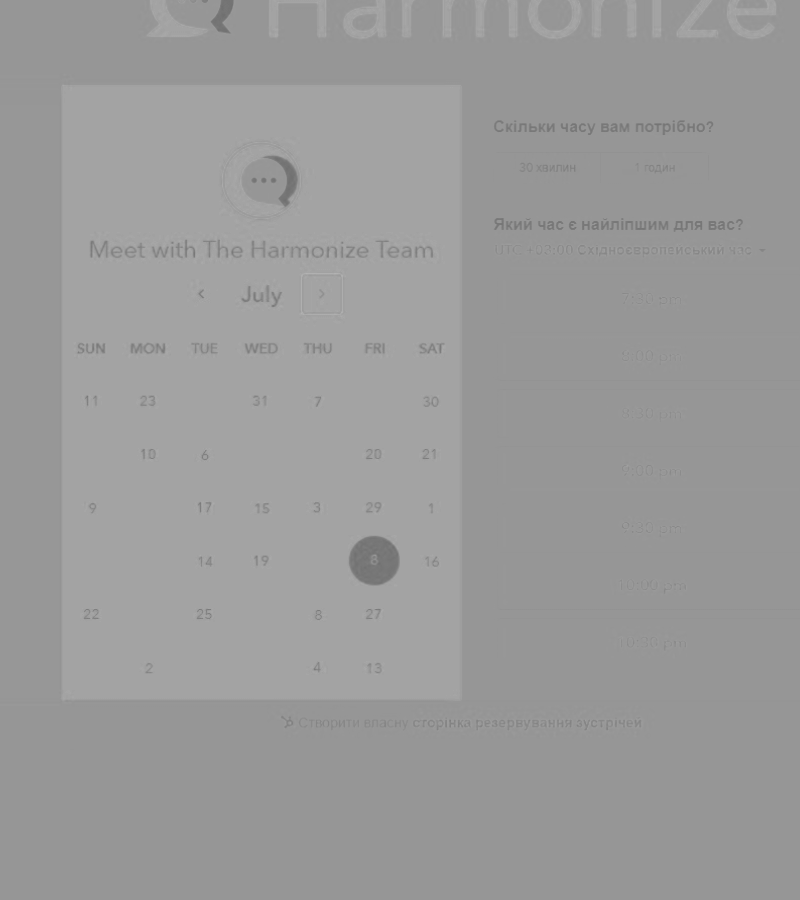 Harmonize
Meet with The Harmonize Team
July
SUN MON TUE WED THU FRI SAT
11 23 31 7 30
10 6 20 21
9 17 15 3 29 1
14 19 8 16
22 25 8 27
2 4 13
Скільки часу вам потрібно?
30 хвилин 1 годин
Який час є найліпшим для вас?
Східноєвропейський час
7:30 pm
8:00 pm
8:30 pm
9:00 pm
9:30 pm
10:00 pm
10:30 pm
Створити власну сторінка резервування зустрічей